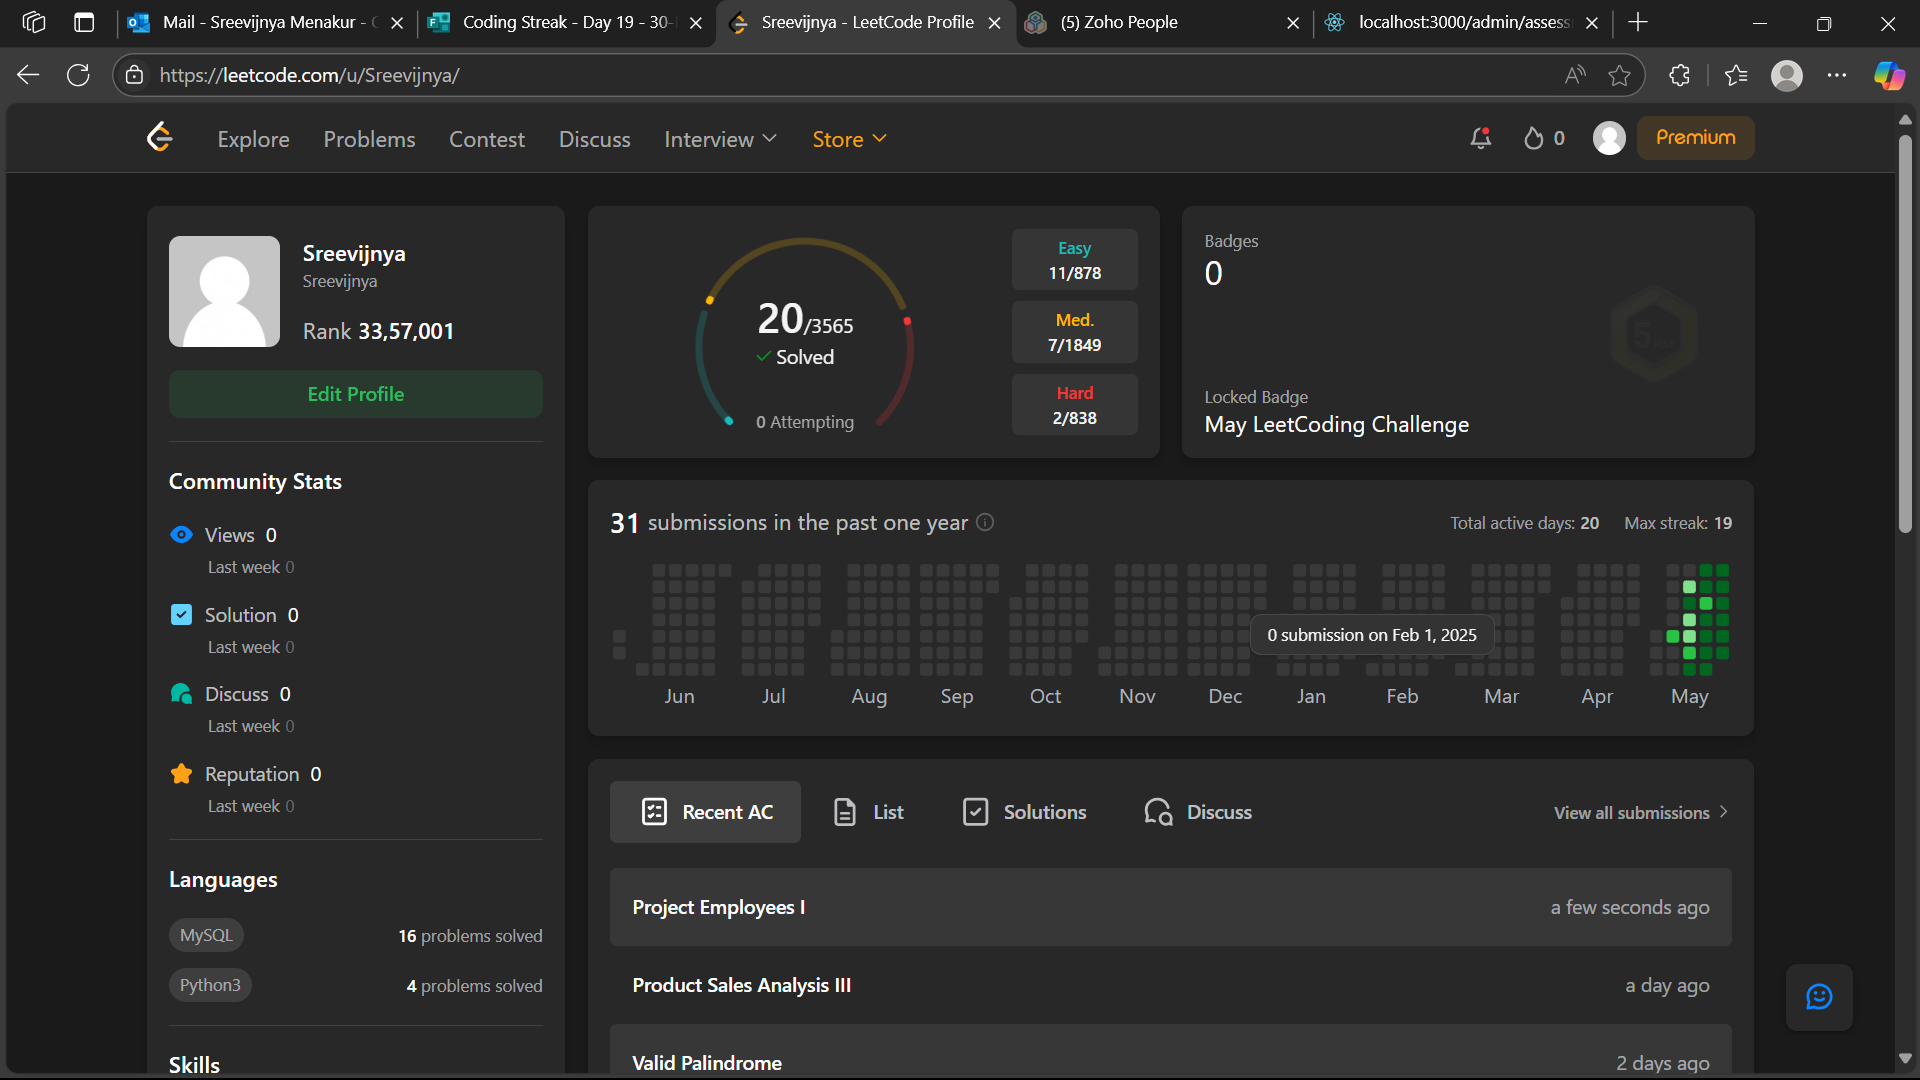 Mail - Sreevijnya Menakur - 
Coding Streak - Day 19 - 30-
Sreevijnya - LeetCode Profile
(5) Zoho People
localhost:3000/admin/assess
https://leetcode.com/u/Sreevijnya/
Explore
Problems
Contest
Discuss
Interview
Store
0
Premium
Sreevijnya
Sreevijnya
Rank 33,57,001
Edit Profile
Community Stats
Views 0
Last week 0
Solution 0
Last week 0
Discuss 0
Last week 0
Reputation 0
Last week 0
Languages
MySQL
16 problems solved
Python3
4 problems solved
Skills
20/3565
Solved
0 Attempting
Easy
11/878
Med.
7/1849
Hard
2/838
Badges
0
Locked Badge
May LeetCoding Challenge
31 submissions in the past one year
Total active days: 20
Max streak: 19
0 submission on Feb 1, 2025
Jun
Jul
Aug
Sep
Oct
Nov
Dec
Jan
Feb
Mar
Apr
May
Recent AC
List
Solutions
Discuss
View all submissions
Project Employees I
a few seconds ago
Product Sales Analysis III
a day ago
Valid Palindrome
2 days ago